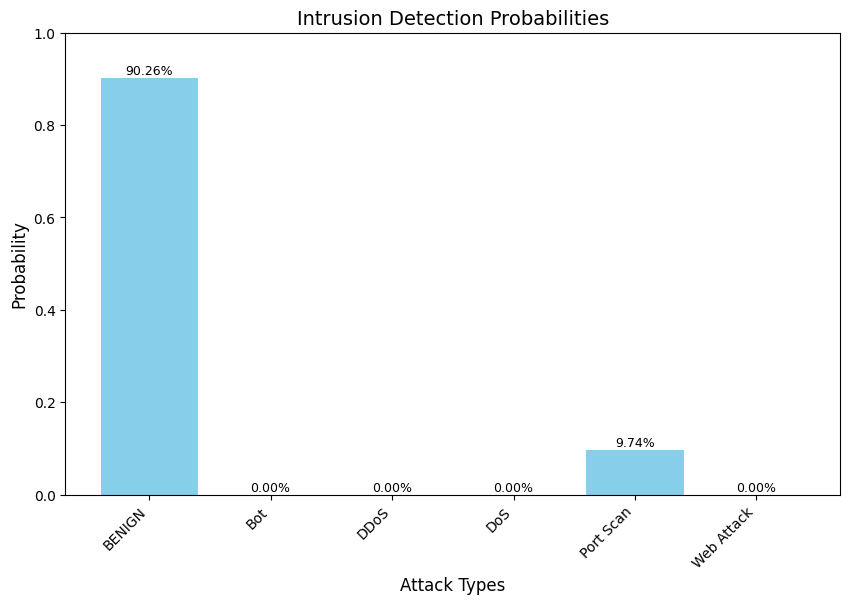 Intrusion Detection Probabilities
1.0
90.26%
0.8
0.6
Probability
0.4
0.2
9.74%
0.00%
0.00%
0.00%
0.00%
0.0
BENIGN
Bot
DDoS
DoS
Port Scan
Web Attack
Attack Types